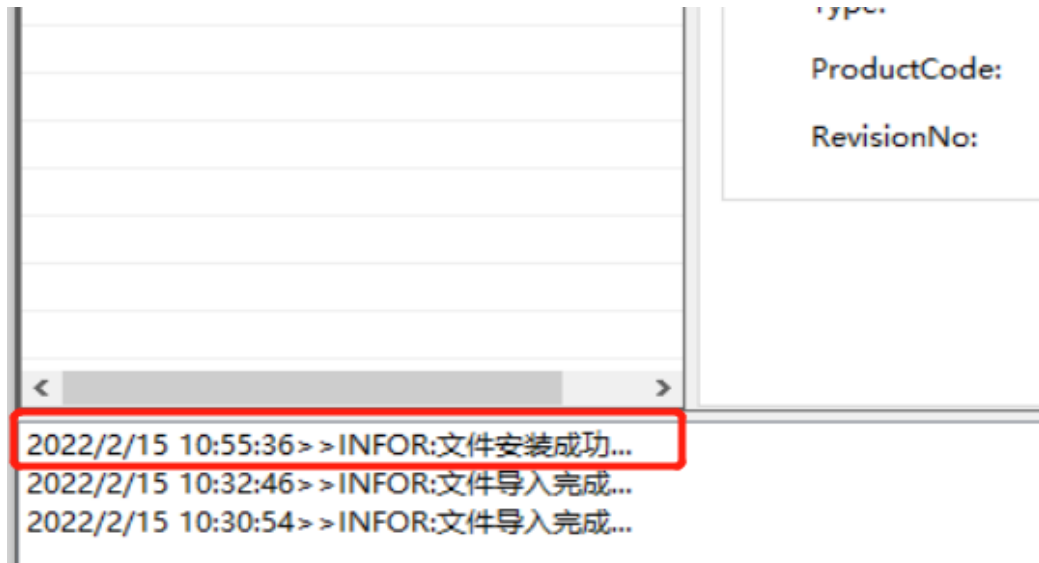 Type:
ProductCode:
RevisionNo:
2022/2/15 10:55:36>>INFOR:文件安装成功...
2022/2/15 10:32:46>>INFOR:文件导入完成...
2022/2/15 10:30:54>>INFOR:文件导入完成...